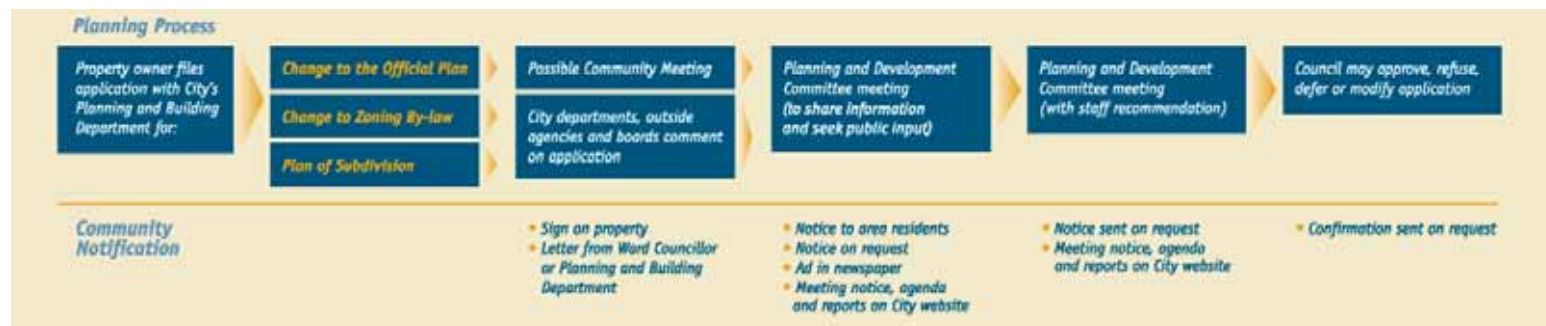 Planning Process
Property owner files
application with City's
Planning and Building
Department for:
Change to the Official Plan
Change to Zoning By-law
Plan of Subdivision
Possible Community Meeting
City departments, outside
agencies and boards comment
on application
Planning and Development
Committee meeting
(to share information
and seek public input)
Planning and Development
Committee meeting
(with staff recommendation)
Council may approve, refuse,
defer or modify application
Community
Notification
• Sign on property
• Letter from Ward Councillor
or Planning and Building
Department
• Notice to area residents
• Notice on request
• Ad in newspaper
• Meeting notice, agenda
and reports on City website
• Notice sent on request
• Meeting notice, agenda
and reports on City website
• Confirmation sent on request